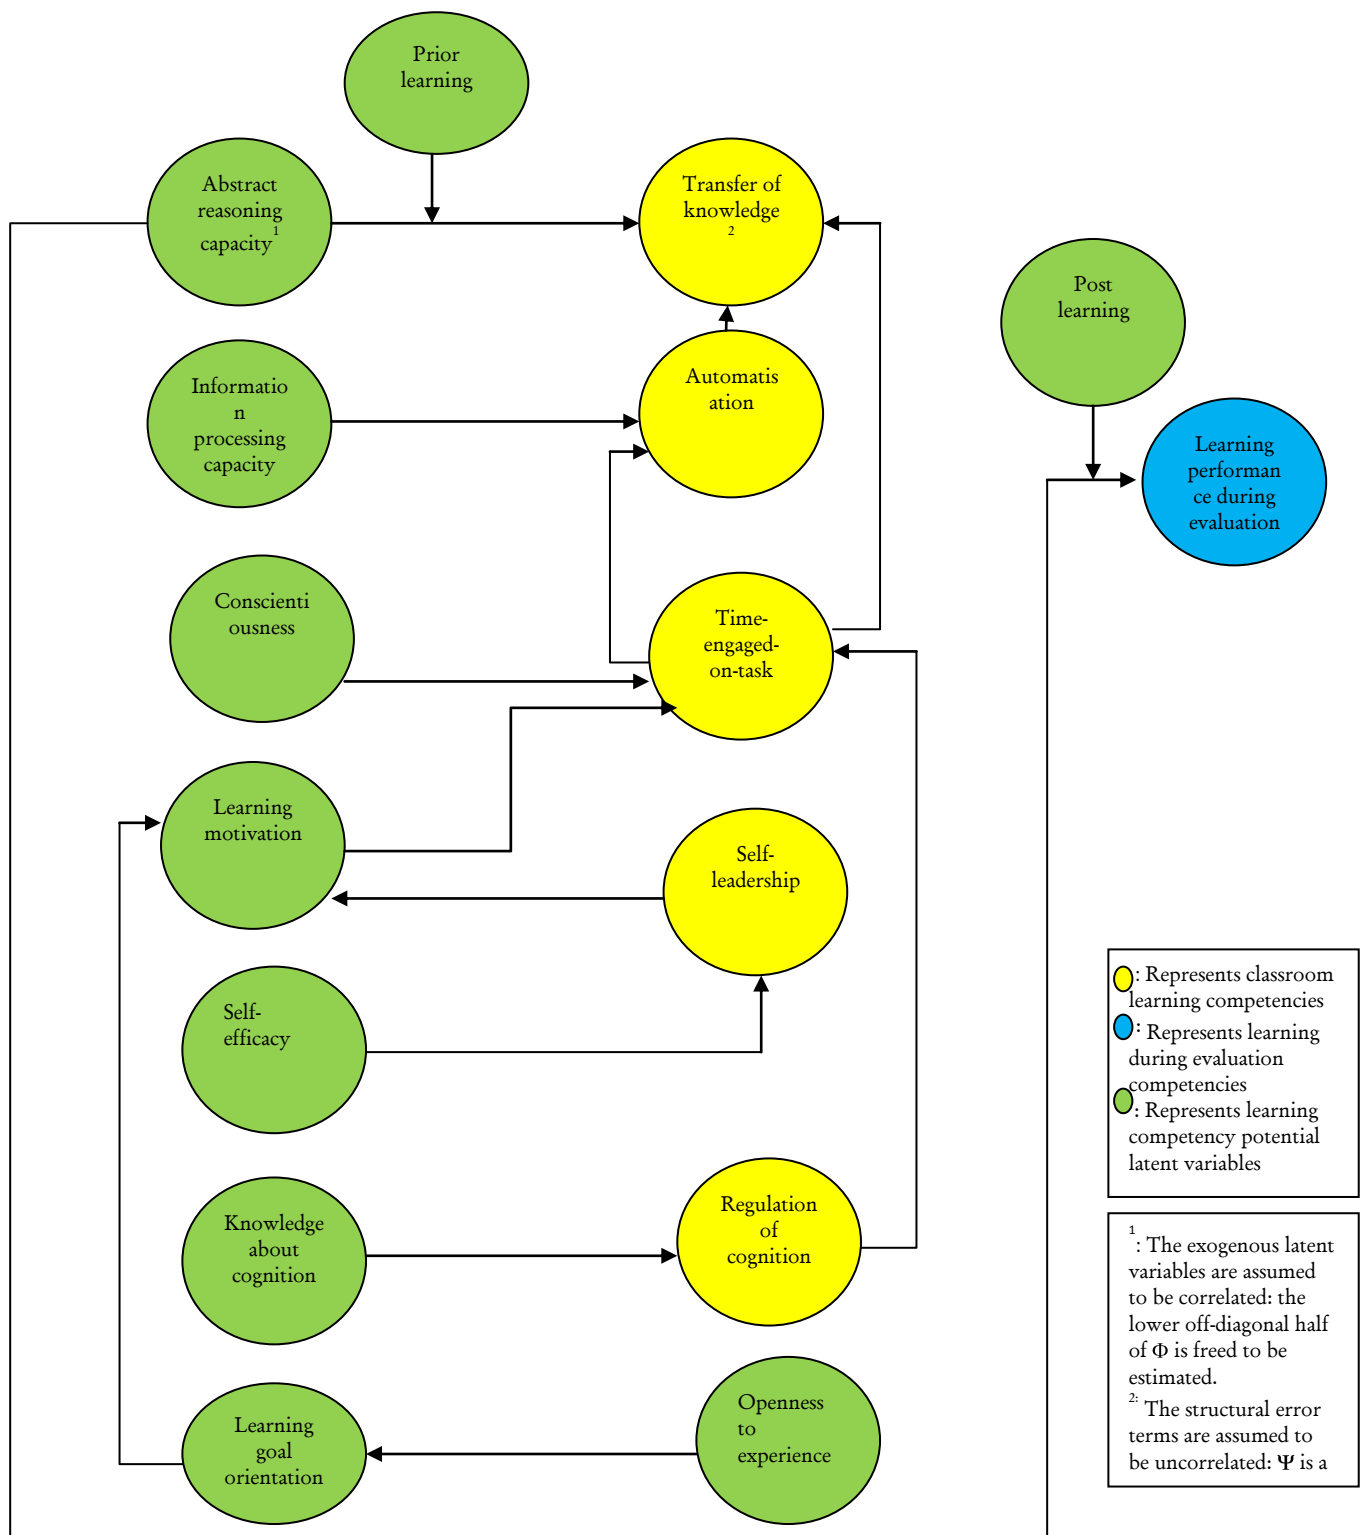 Prior
learning
Abstract
reasoning
capacity1
Transfer of
knowledge
2
Post
learning
Informatio
n
processing
capacity
Automatis
ation
Learning
performan
ce during
evaluation
Conscienti
ousness
Time-
engaged-
on-task
Learning
motivation
Self-
leadership
Self-
efficacy
Knowledge
about
cognition
Regulation
of
cognition
Learning
goal
orientation
Openness
to
experience
: Represents classroom
learning competencies
: Represents learning
during evaluation
competencies
: Represents learning
competency potential
latent variables
1: The exogenous latent
variables are assumed
to be correlated: the
lower off-diagonal half
of Φ is freed to be
estimated.
2: The structural error
terms are assumed to
be uncorrelated: Ψ is a